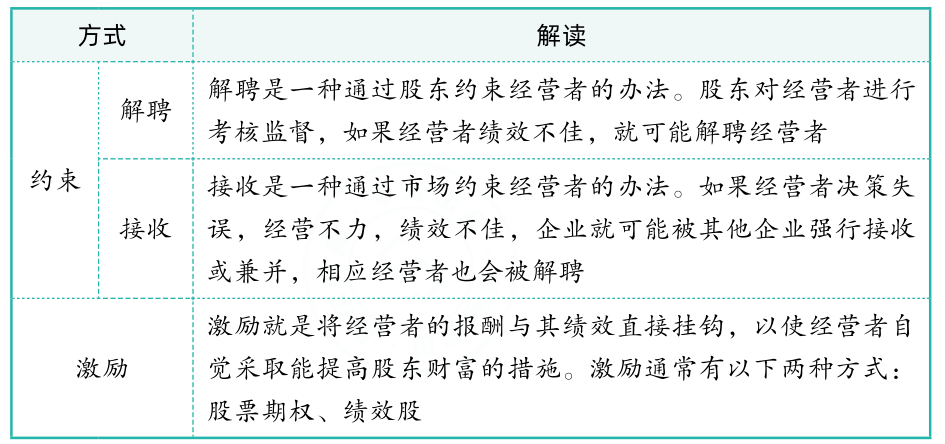 方式 解读
约束
解聘
解聘是一种通过股东约束经营者的办法。股东对经营者进行
考核监督，如果经营者绩效不佳，就可能解聘经营者
接收
接收是一种通过市场约束经营者的办法。如果经营者决策失
误，经营不力，绩效不佳，企业就可能被其他企业强行接收
或兼并，相应经营者也会被解聘
激励
激励就是将经营者的报酬与其绩效直接挂钩，以使经营者自
觉采取能提高股东财富的措施。激励通常有以下两种方式：
股票期权、绩效股